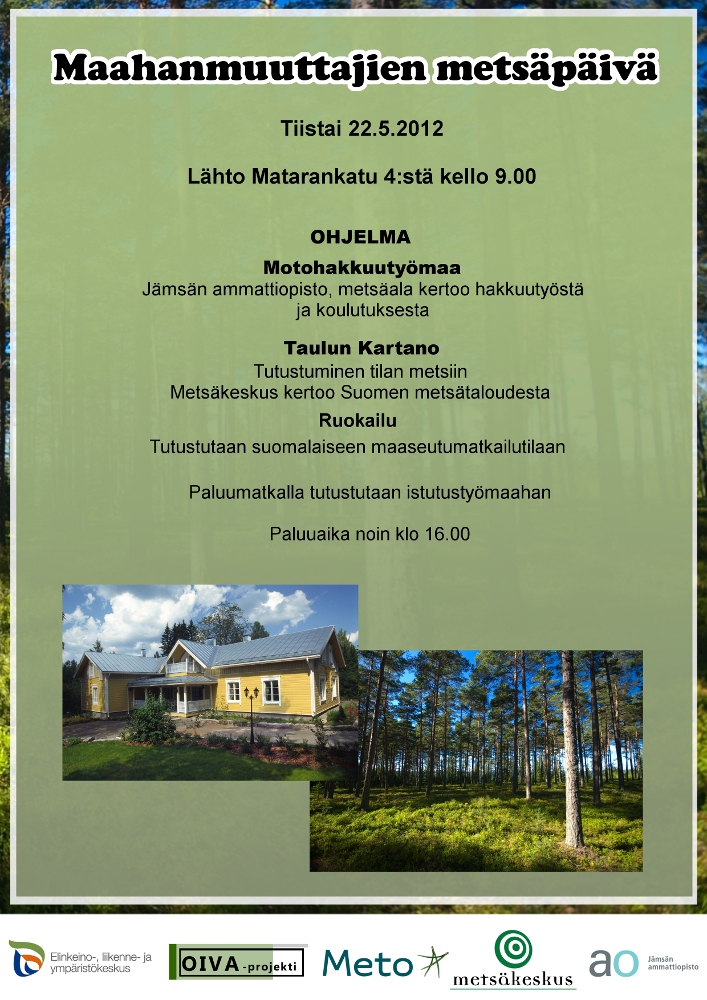 Maahanmuuttajien metsäpäivä
Tiistai 22.5.2012
Lähto Matarankatu 4:stä kello 9.00
OHJELMA
Motohakkuutyömaa
Jämsän ammattiopisto, metsäala kertoo hakkuutyöstä
ja koulutuksesta
Taulun Kartano
Tutustuminen tilan metsiin
Metsäkeskus kertoo Suomen metsätaloudesta
Ruokailu
Tutustutaan suomalaiseen maaseutumatkailutilaan
Paluumatkalla tutustutaan istutustyömaahan
Paluuaika noin klo 16.00
Elinkeino-, liikenne- ja
ympäristökeskus
OIVA-projekti
Meto
metsäkeskus
ao Jämsän
ammattiopisto